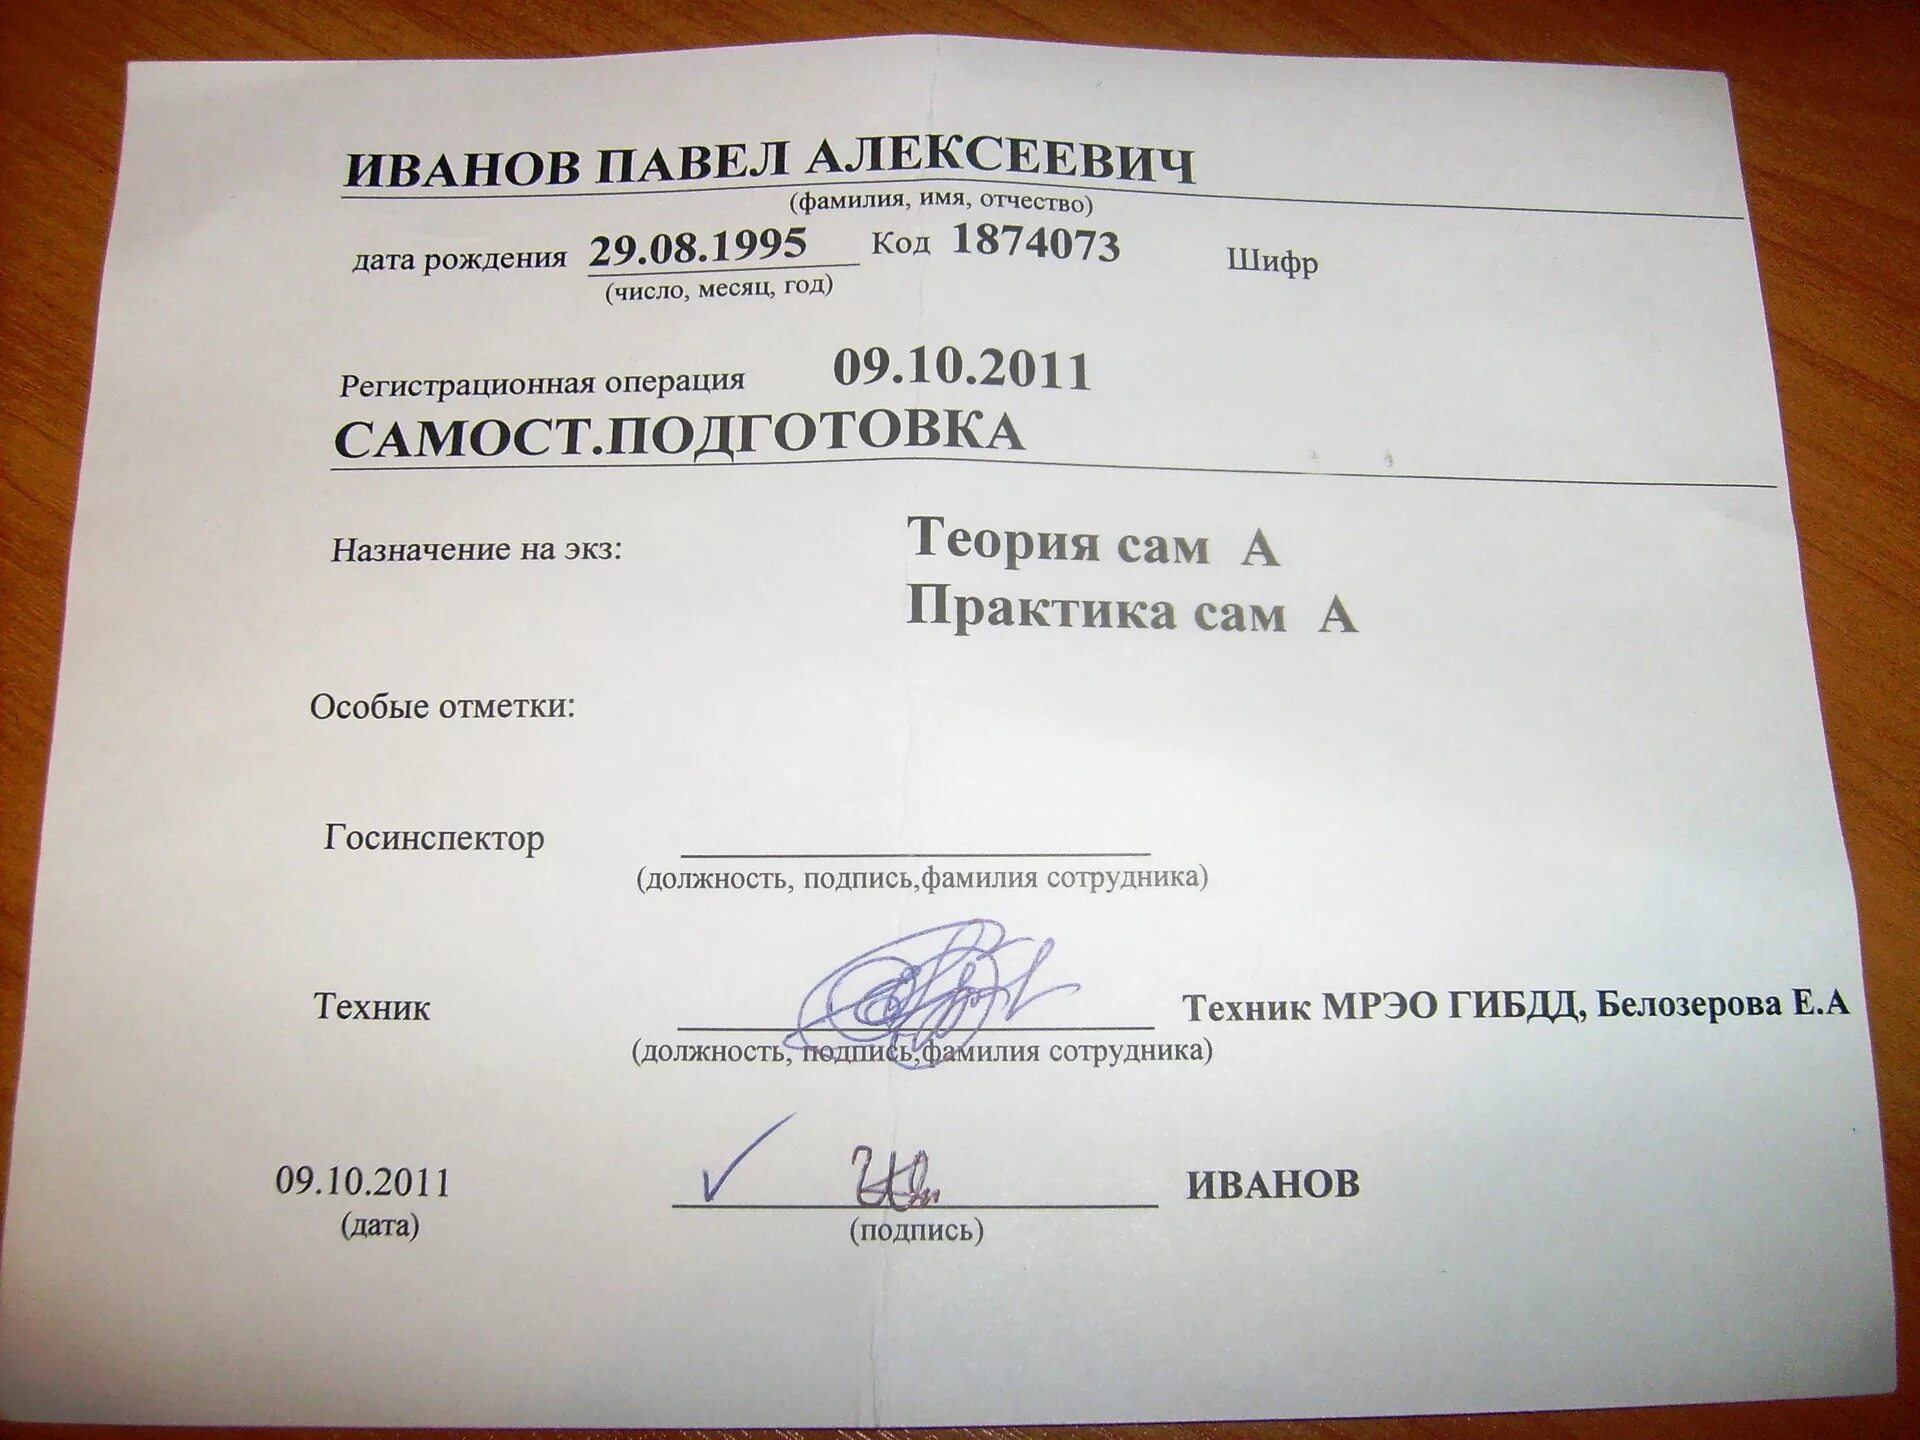 ИВАНОВ ПАВЕЛ АЛЕКСЕЕВИЧ
(фамилия, имя, отчество)
дата рождения 29.08.1995 Код 1874073 Шифр
(число, месяц, год)
Регистрационная операция 09.10.2011
САМОСТ.ПОДГОТОВКА
Назначение на экз: Теория сам А
Практика сам А
Особые отметки:
Госинспектор
(должность, подпись,фамилия сотрудника)
Техник Техник МРЭО ГИБДД, Белозерова Е.А
(должность, подпись,фамилия сотрудника)
09.10.2011 ИВАНОВ
(дата) (подпись)